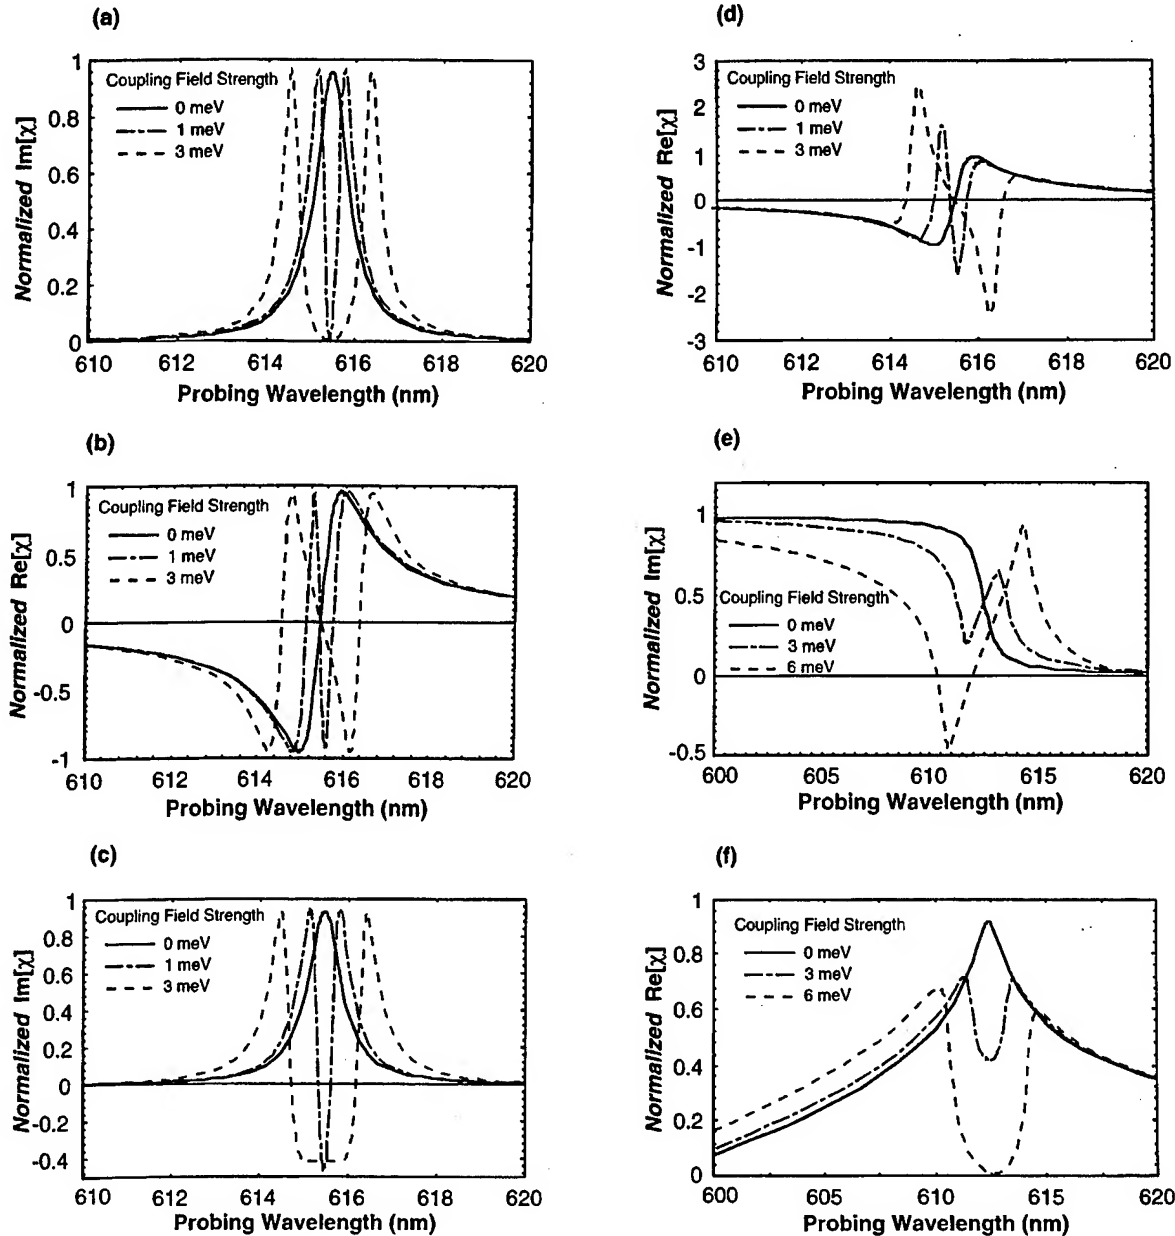 (a)
Normalized Im[χ]
1
0.8
0.6
0.4
0.2
0
Coupling Field Strength
0 meV
1 meV
3 meV
610 612 614 616 618 620
Probing Wavelength (nm)
(b)
Normalized Re[χ]
1
0.5
0
-0.5
-1
Coupling Field Strength
0 meV
1 meV
3 meV
610 612 614 616 618 620
Probing Wavelength (nm)
(c)
Normalized Im[χ]
1
0.8
0.6
0.4
0.2
0
-0.2
-0.4
Coupling Field Strength
0 meV
1 meV
3 meV
610 612 614 616 618 620
Probing Wavelength (nm)
(d)
Normalized Re[χ]
3
2
1
0
-1
-2
-3
Coupling Field Strength
0 meV
1 meV
3 meV
610 612 614 616 618 620
Probing Wavelength (nm)
(e)
Normalized Im[χ]
1
0.5
0
-0.5
Coupling Field Strength
0 meV
3 meV
6 meV
600 605 610 615 620
Probing Wavelength (nm)
(f)
Normalized Re[χ]
1
0.8
0.6
0.4
0.2
0
Coupling Field Strength
0 meV
3 meV
6 meV
600 605 610 615 620
Probing Wavelength (nm)